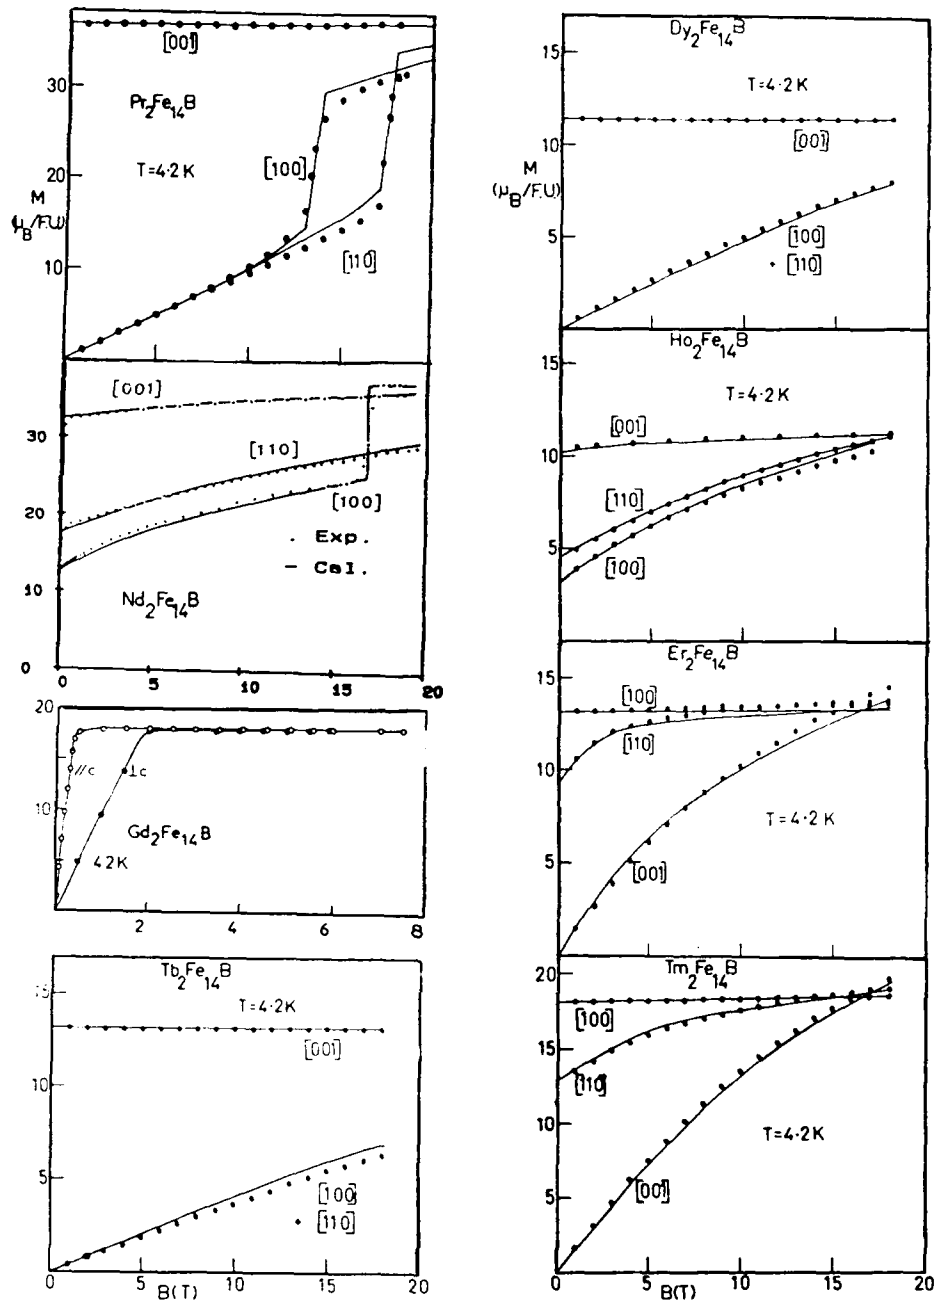 [001]
30
Pr2Fe14B
T=4·2K
20
M
(μB/F.U)
[100]
[110]
10
[001]
30
[110]
[100]
20
. Exp.
— Cal.
10
Nd2Fe14B
0
0
5
10
15
20
20
//c
⊥c
10
Gd2Fe14B
4.2K
2
4
6
8
Tb2Fe14B
15
T=4·2K
[001]
10
5
[100]
[110]
0
5
10
15
20
B(T)
Dy2Fe14B
15
T=4·2K
[001]
10
M
(μB/F.U)
5
[100]
[110]
Ho2Fe14B
15
T=4·2K
[001]
10
[110]
5
[100]
Er2Fe14B
15
[100]
[110]
10
T=4·2K
5
[001]
Tm2Fe14B
20
[100]
15
[110]
10
T=4·2K
5
[001]
0
0
5
10
15
20
B(T)